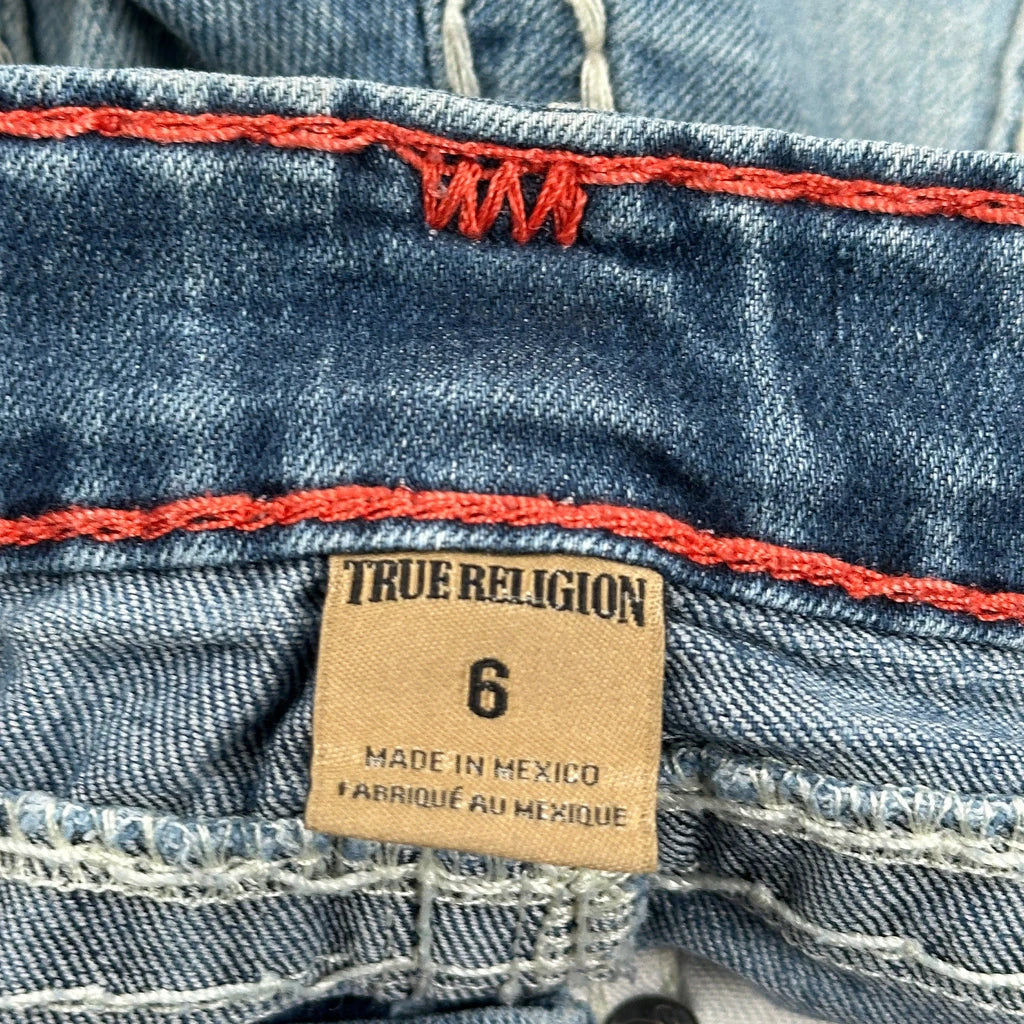 TRUE RELIGION
6
MADE IN MEXICO
FABRIQUÉ AU MEXIQUE